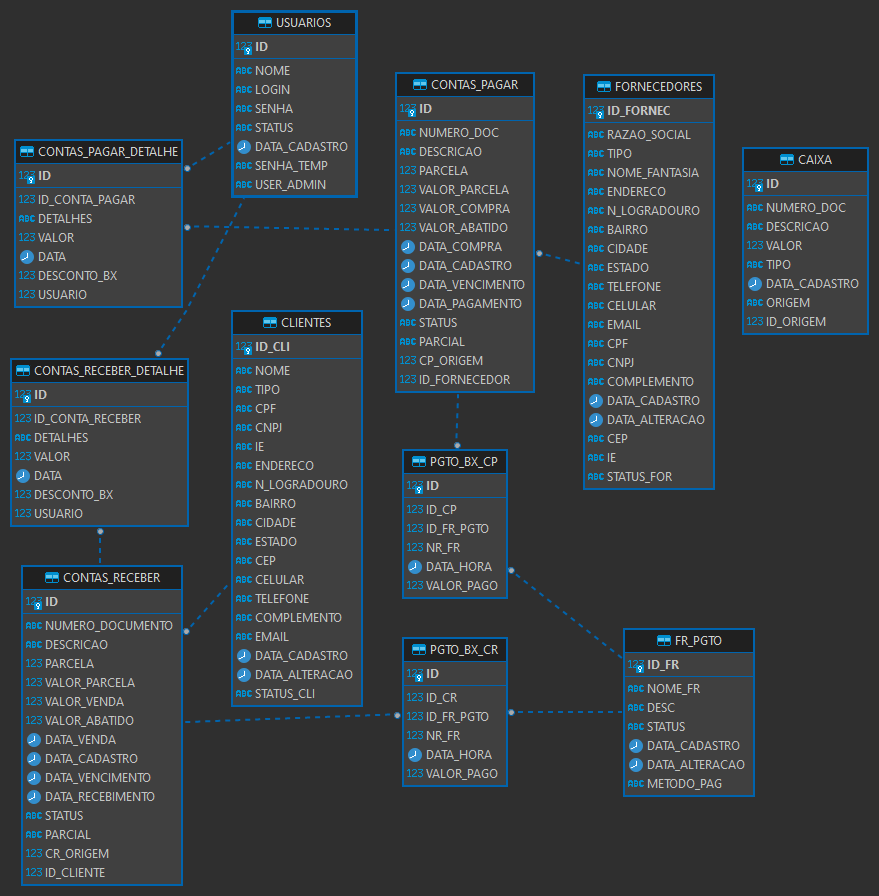 USUARIOS
123 ID
ABC NOME
ABC LOGIN
ABC SENHA
ABC STATUS
DATA_CADASTRO
ABC SENHA_TEMP
ABC USER_ADMIN
CONTAS_PAGAR
123 ID
ABC NUMERO_DOC
ABC DESCRICAO
123 PARCELA
123 VALOR_PARCELA
123 VALOR_COMPRA
123 VALOR_ABATIDO
DATA_COMPRA
DATA_CADASTRO
DATA_VENCIMENTO
DATA_PAGAMENTO
ABC STATUS
ABC PARCIAL
123 CP_ORIGEM
123 ID_FORNECEDOR
FORNECEDORES
123 ID_FORNEC
ABC RAZAO_SOCIAL
ABC TIPO
ABC NOME_FANTASIA
ABC ENDERECO
ABC N_LOGRADOURO
ABC BAIRRO
ABC CIDADE
ABC ESTADO
ABC TELEFONE
ABC CELULAR
ABC EMAIL
ABC CPF
ABC CNPJ
ABC COMPLEMENTO
DATA_CADASTRO
DATA_ALTERACAO
ABC CEP
ABC IE
ABC STATUS_FOR
CAIXA
123 ID
ABC NUMERO_DOC
ABC DESCRICAO
123 VALOR
ABC TIPO
DATA_CADASTRO
ABC ORIGEM
123 ID_ORIGEM
CONTAS_PAGAR_DETALHE
123 ID
123 ID_CONTA_PAGAR
ABC DETALHES
123 VALOR
DATA
123 DESCONTO_BX
123 USUARIO
CLIENTES
123 ID_CLI
ABC NOME
ABC TIPO
ABC CPF
ABC CNPJ
ABC IE
ABC ENDERECO
ABC N_LOGRADOURO
ABC BAIRRO
ABC CIDADE
ABC ESTADO
ABC CEP
ABC CELULAR
ABC TELEFONE
ABC COMPLEMENTO
ABC EMAIL
DATA_CADASTRO
DATA_ALTERACAO
ABC STATUS_CLI
CONTAS_RECEBER_DETALHE
123 ID
123 ID_CONTA_RECEBER
ABC DETALHES
123 VALOR
DATA
123 DESCONTO_BX
123 USUARIO
PGTO_BX_CP
123 ID
123 ID_CP
123 ID_FR_PGTO
123 NR_FR
DATA_HORA
123 VALOR_PAGO
CONTAS_RECEBER
123 ID
ABC NUMERO_DOCUMENTO
ABC DESCRICAO
123 PARCELA
123 VALOR_PARCELA
123 VALOR_VENDA
123 VALOR_ABATIDO
DATA_VENDA
DATA_CADASTRO
DATA_VENCIMENTO
DATA_RECEBIMENTO
ABC STATUS
ABC PARCIAL
123 CR_ORIGEM
123 ID_CLIENTE
PGTO_BX_CR
123 ID
123 ID_CR
123 ID_FR_PGTO
123 NR_FR
DATA_HORA
123 VALOR_PAGO
FR_PGTO
123 ID_FR
ABC NOME_FR
ABC DESC
ABC STATUS
DATA_CADASTRO
DATA_ALTERACAO
ABC METODO_PAG